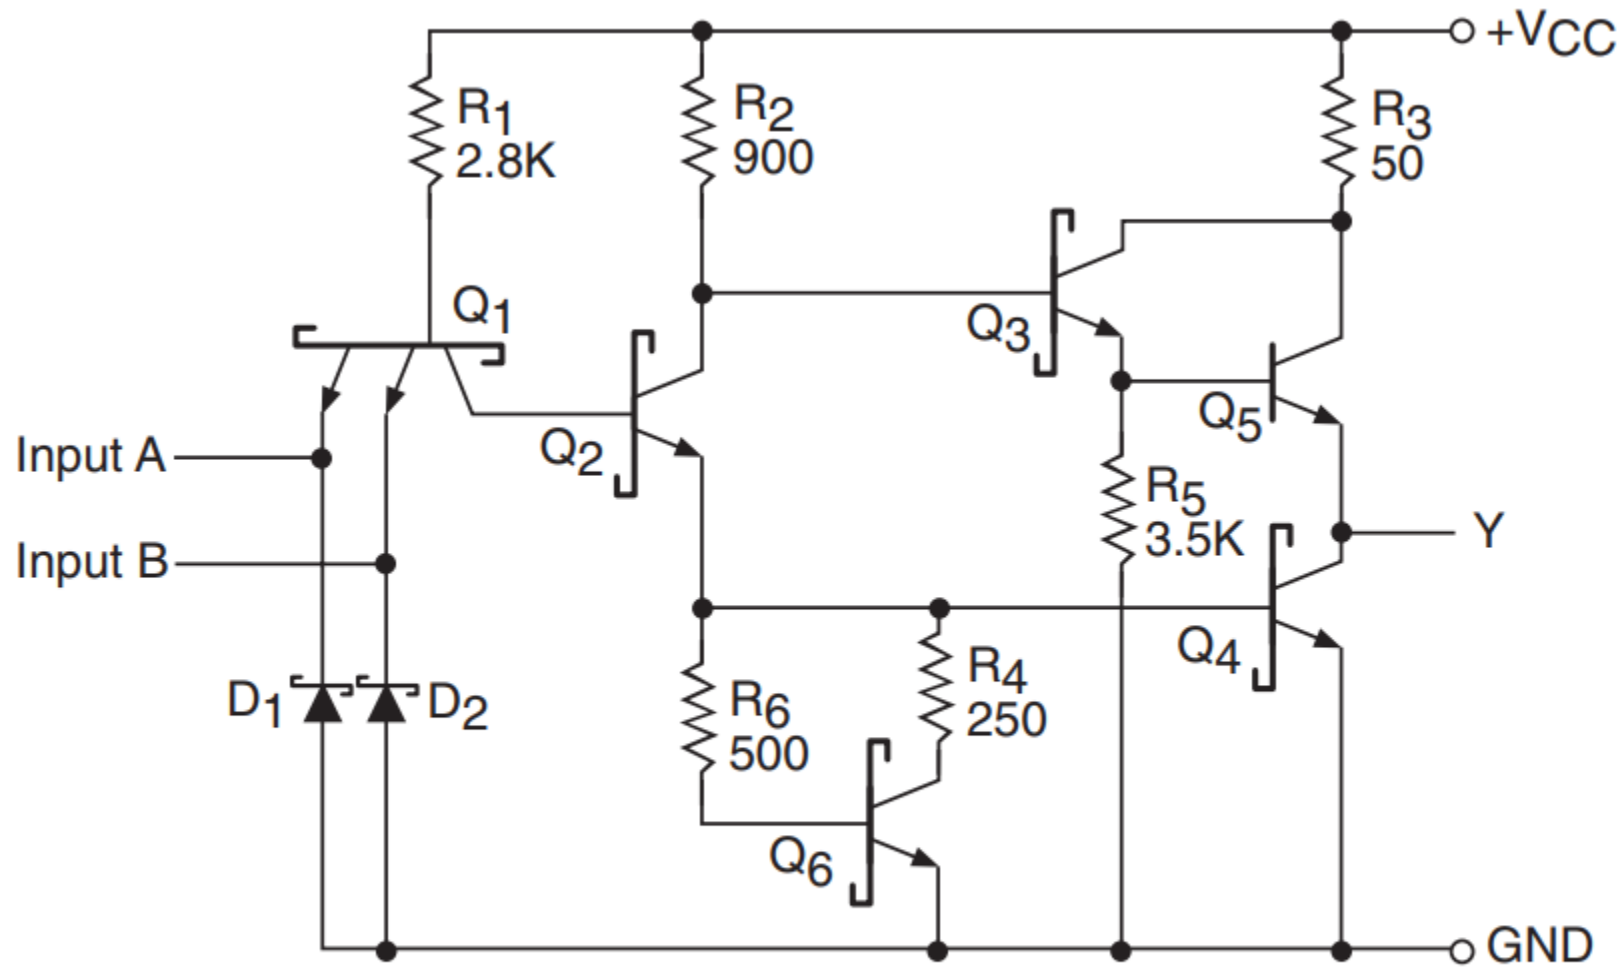 +VCC
R1
2.8K
R2
900
R3
50
Q1
Q3
Q2
Q5
Input A
R5
3.5K
Y
Input B
Q4
D1
D2
R6
500
R4
250
Q6
GND